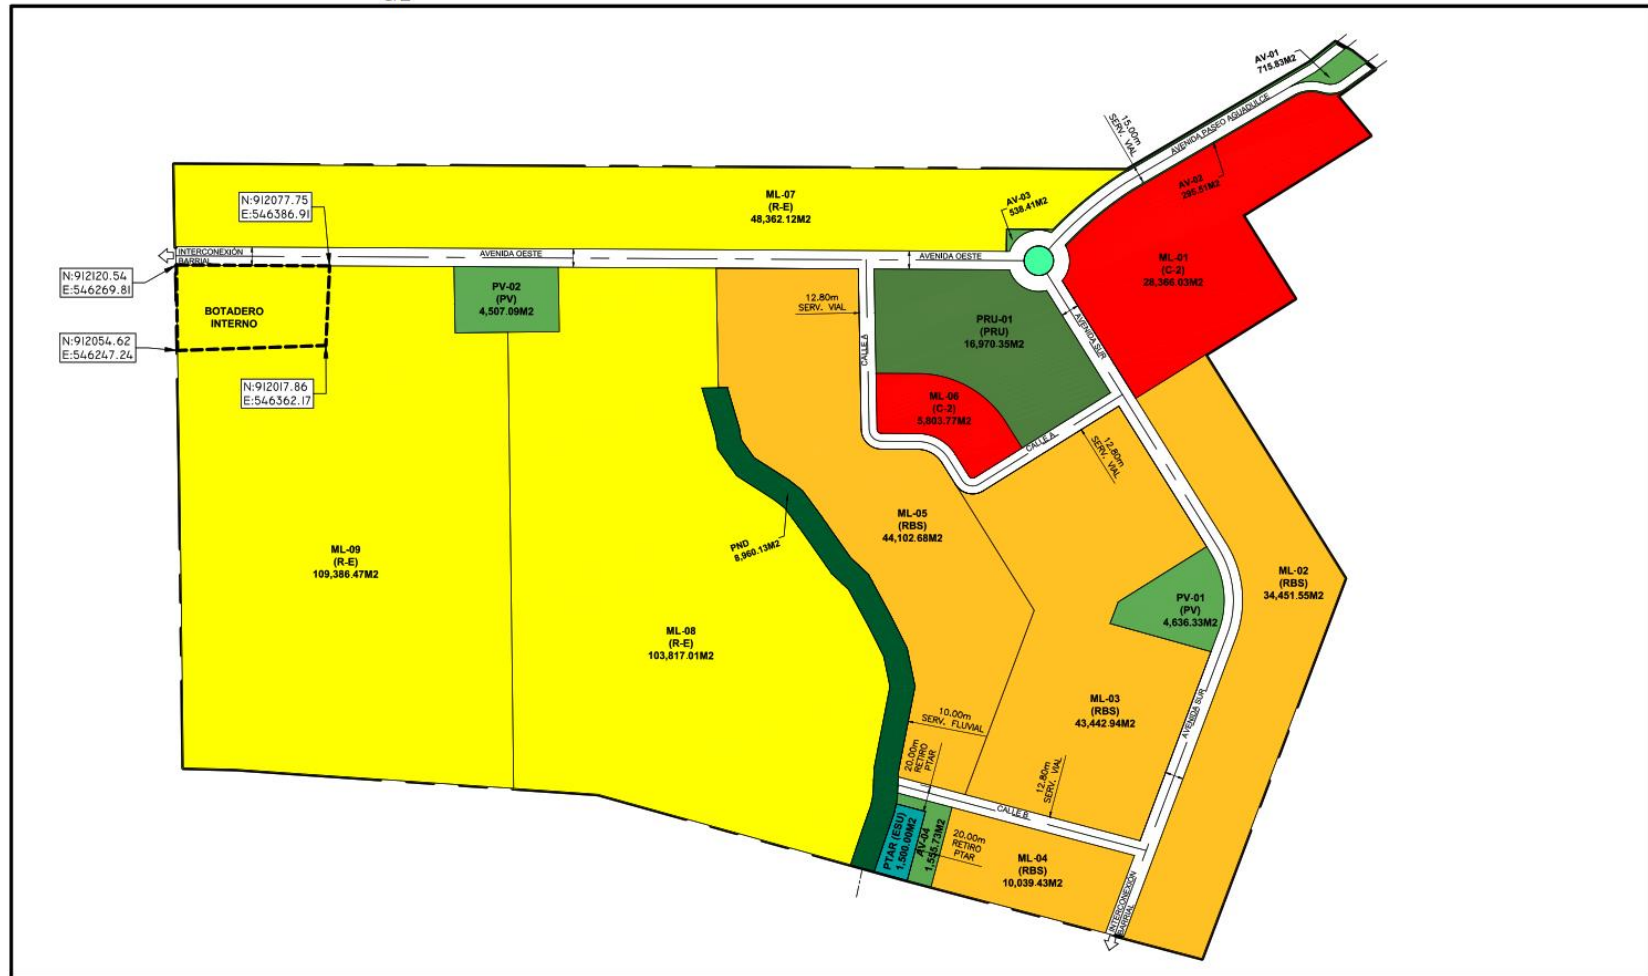 AV-01
715.83M2
15.00m
SERV. VIAL
AVENIDA PASEO AGUADULCE
AV-02
295.51M2
ML-07
(R-E)
48,362.12M2
AV-03
538.41M2
N:912077.75
E:546386.91
INTERCONEXIÓN
BARRIAL
AVENIDA OESTE
AVENIDA OESTE
ML-01
(C-2)
28,366.03M2
N:912120.54
E:546269.81
BOTADERO
INTERNO
PV-02
(PV)
4,507.09M2
12.80m
SERV. VIAL
CALLE A
PRU-01
(PRU)
16,970.35M2
AVENIDA SUR
N:912054.62
E:546247.24
N:912017.86
E:546362.17
ML-06
(C-2)
5,803.77M2
CALLE A
12.80m
SERV. VIAL
ML-05
(RBS)
44,102.68M2
PND
8,960.13M2
ML-09
(R-E)
109,386.47M2
ML-02
(RBS)
34,451.55M2
PV-01
(PV)
4,636.33M2
ML-08
(R-E)
103,817.01M2
ML-03
(RBS)
43,442.94M2
AVENIDA SUR
10.00m
SERV. FLUVIAL
20.00m
RETIRO
PTAR
12.80m
SERV. VIAL
CALLE B
PTAR (ESU)
1,500.00M2
AV-04
1,555.73M2
20.00m
RETIRO
PTAR
ML-04
(RBS)
10,039.43M2
INTERCONEXIÓN
BARRIAL